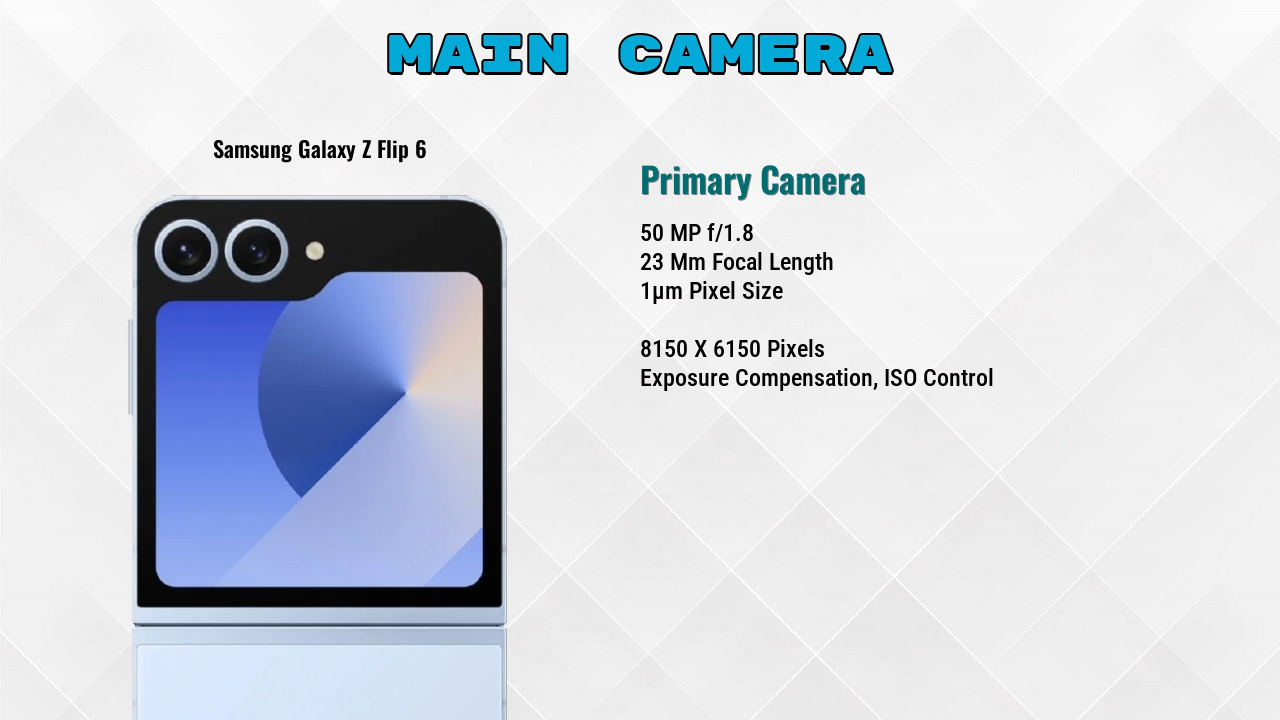 MAIN CAMERA
Samsung Galaxy Z Flip 6
Primary Camera
50 MP f/1.8
23 Mm Focal Length
1µm Pixel Size
8150 X 6150 Pixels
Exposure Compensation, ISO Control